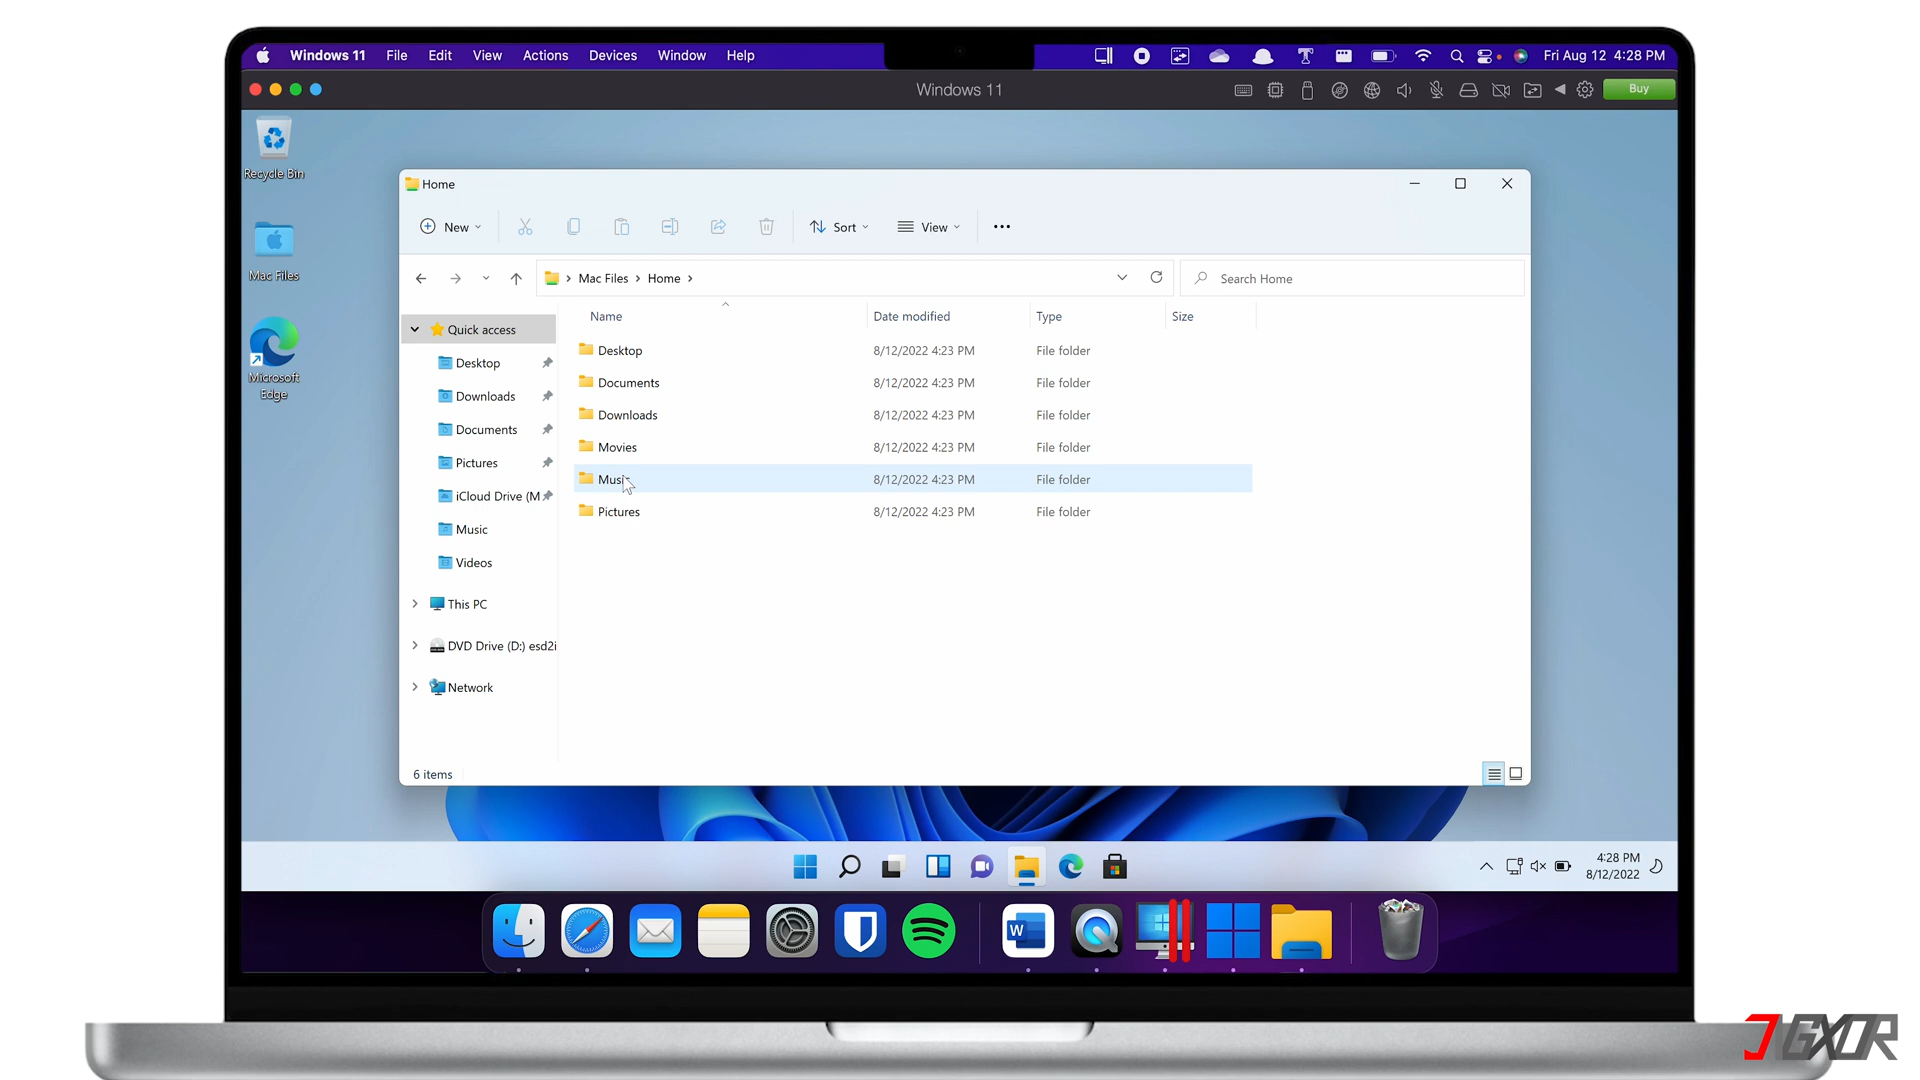 Windows 11 File Edit View Actions Devices Window Help Fri Aug 12 4:28 PM
Windows 11 Buy
Recycle Bin
Mac Files
Microsoft
Edge
Home
New Sort View
Mac Files Home Search Home
Name Date modified Type Size
Quick access
Desktop
Downloads
Documents
Pictures
iCloud Drive (M
Music
Videos
This PC
DVD Drive (D:) esd2i
Network
Desktop 8/12/2022 4:23 PM File folder
Documents 8/12/2022 4:23 PM File folder
Downloads 8/12/2022 4:23 PM File folder
Movies 8/12/2022 4:23 PM File folder
Music 8/12/2022 4:23 PM File folder
Pictures 8/12/2022 4:23 PM File folder
6 items
4:28 PM
8/12/2022
W
JGXOR